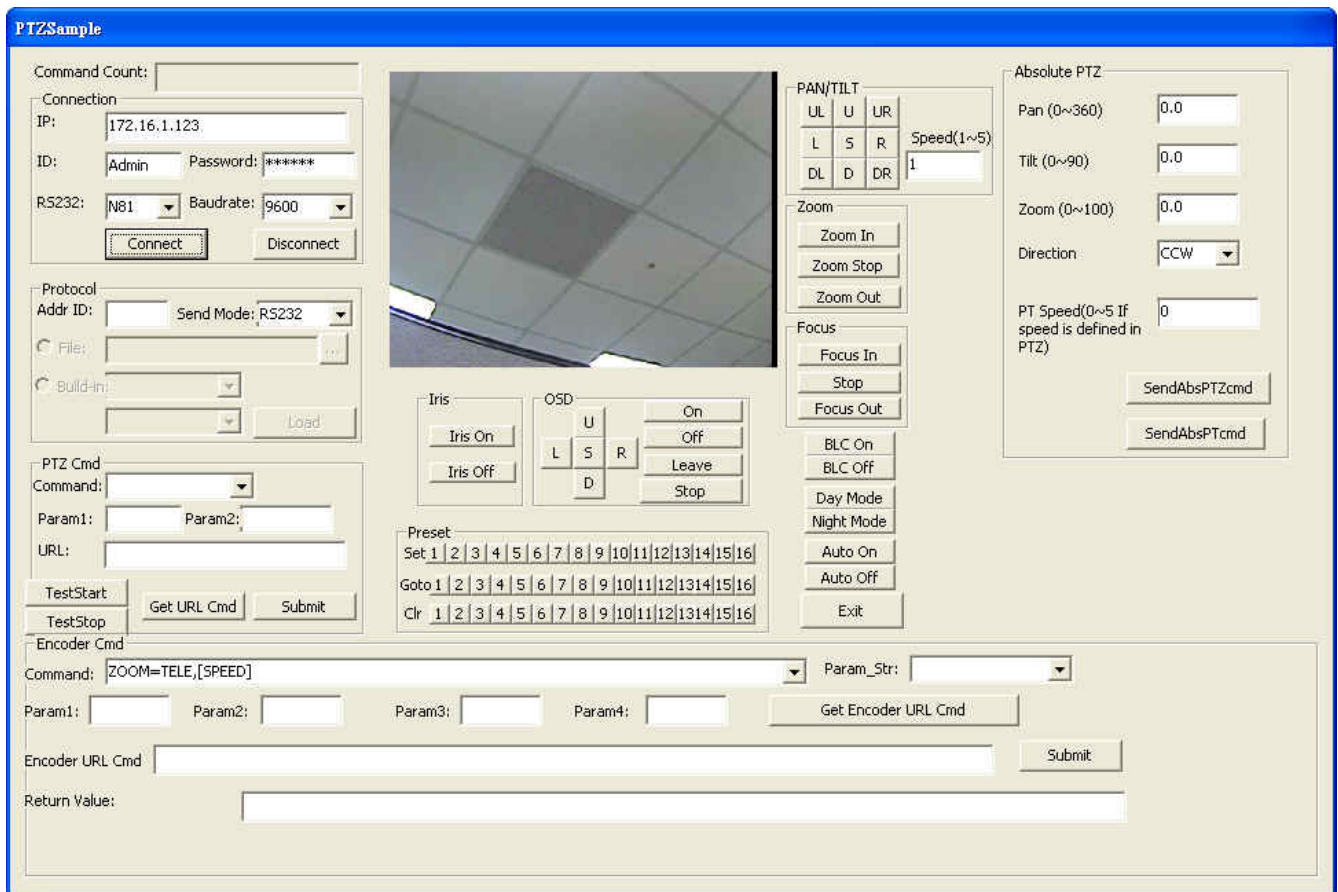 PTZSample
Command Count:
Connection
IP: 172.16.1.123
ID: Admin Password: ******
RS232: N81 Baudrate: 9600
Connect Disconnect
Protocol
Addr ID: Send Mode: RS232
File: ...
Build-in:
Load
PTZ Cmd
Command:
Param1: Param2:
URL:
TestStart
TestStop
Get URL Cmd Submit
Iris
Iris On
Iris Off
OSD
U
L S R
D
On
Off
Leave
Stop
Preset
Set 1 2 3 4 5 6 7 8 9 10 11 12 13 14 15 16
Goto 1 2 3 4 5 6 7 8 9 10 11 12 13 14 15 16
Clr 1 2 3 4 5 6 7 8 9 10 11 12 13 14 15 16
PAN/TILT
UL U UR
L S R
DL D DR
Speed(1~5)
1
Zoom
Zoom In
Zoom Stop
Zoom Out
Focus
Focus In
Stop
Focus Out
BLC On
BLC Off
Day Mode
Night Mode
Auto On
Auto Off
Exit
Absolute PTZ
Pan (0~360) 0.0
Tilt (0~90) 0.0
Zoom (0~100) 0.0
Direction CCW
PT Speed(0~5 If 0
speed is defined in
PTZ)
SendAbsPTZcmd
SendAbsPTcmd
Encoder Cmd
Command: ZOOM=TELE,[SPEED] Param_Str:
Param1: Param2: Param3: Param4: Get Encoder URL Cmd
Encoder URL Cmd Submit
Return Value: